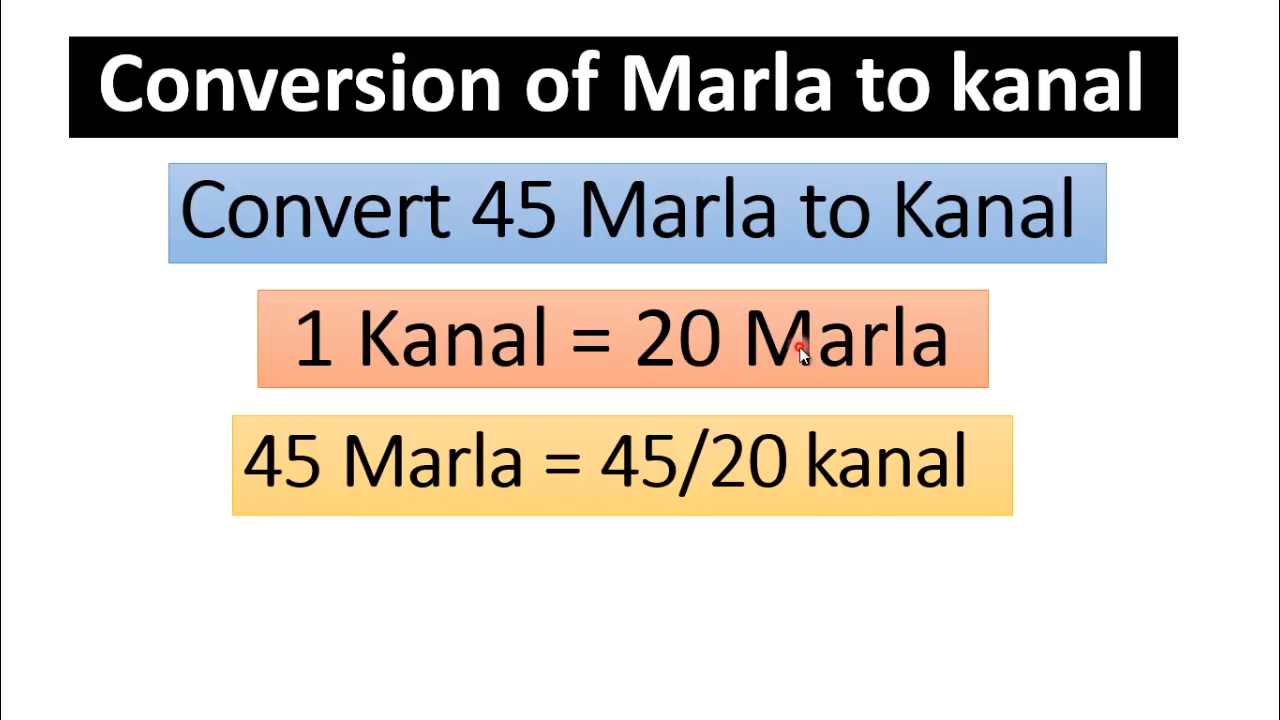 Conversion of Marla to kanal
Convert 45 Marla to Kanal
1 Kanal = 20 Marla
45 Marla = 45/20 kanal